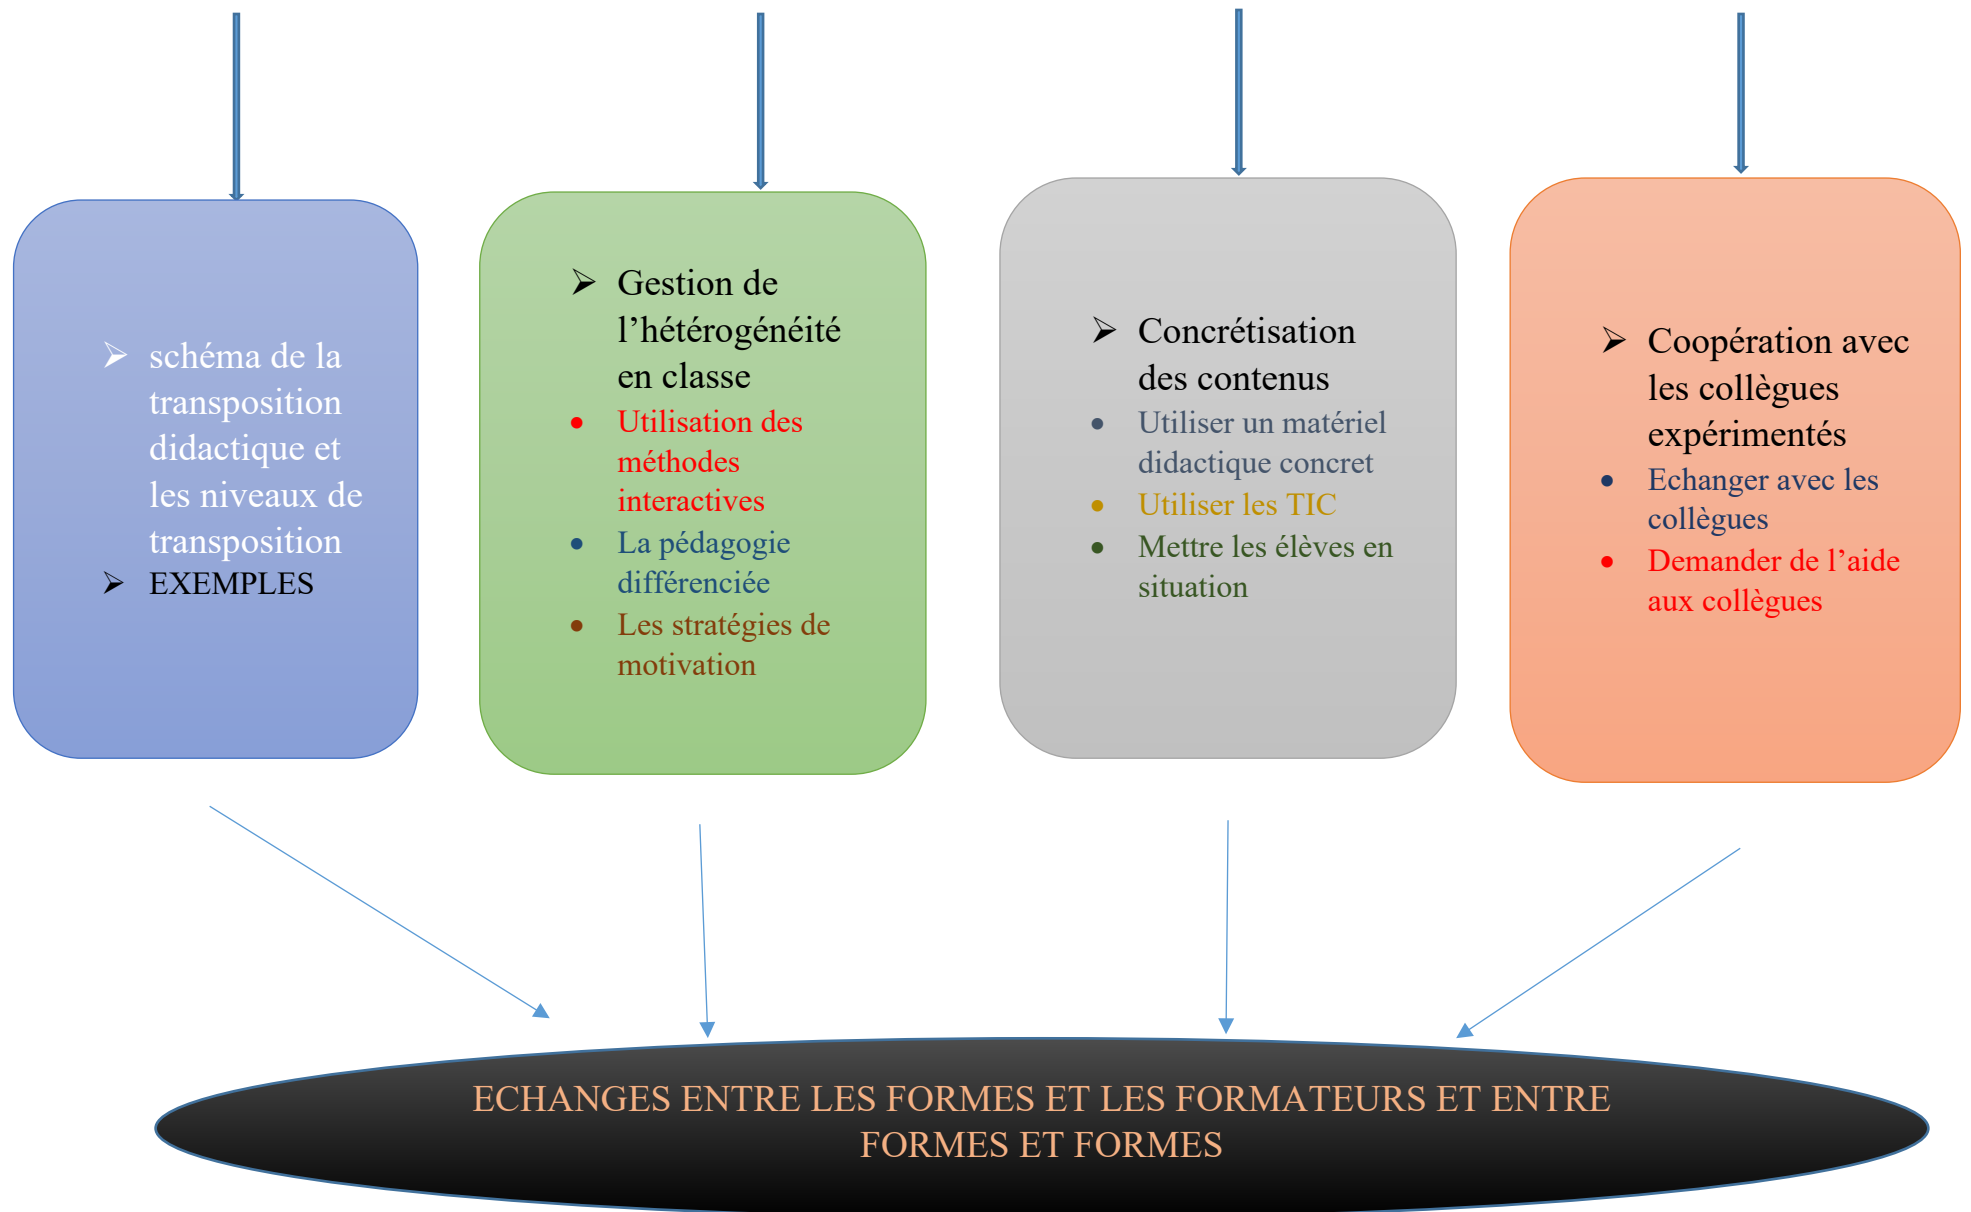 schéma de la
transposition
didactique et
les niveaux de
transposition
EXEMPLES
Gestion de
l’hétérogénéité
en classe
Utilisation des
méthodes
interactives
La pédagogie
différenciée
Les stratégies de
motivation
Concrétisation
des contenus
Utiliser un matériel
didactique concret
Utiliser les TIC
Mettre les élèves en
situation
Coopération avec
les collègues
expérimentés
Echanger avec les
collègues
Demander de l’aide
aux collègues
ECHANGES ENTRE LES FORMES ET LES FORMATEURS ET ENTRE
FORMES ET FORMES